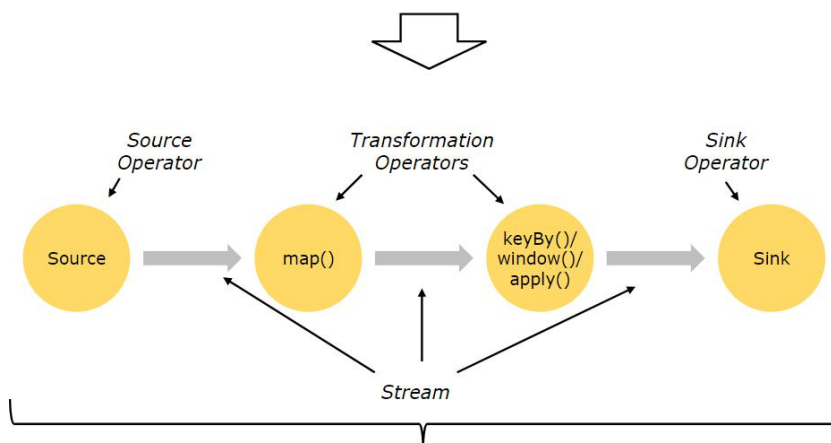 Source
Operator
Transformation
Operators
Sink
Operator
Source
map()
keyBy()/
window()/
apply()
Sink
Stream